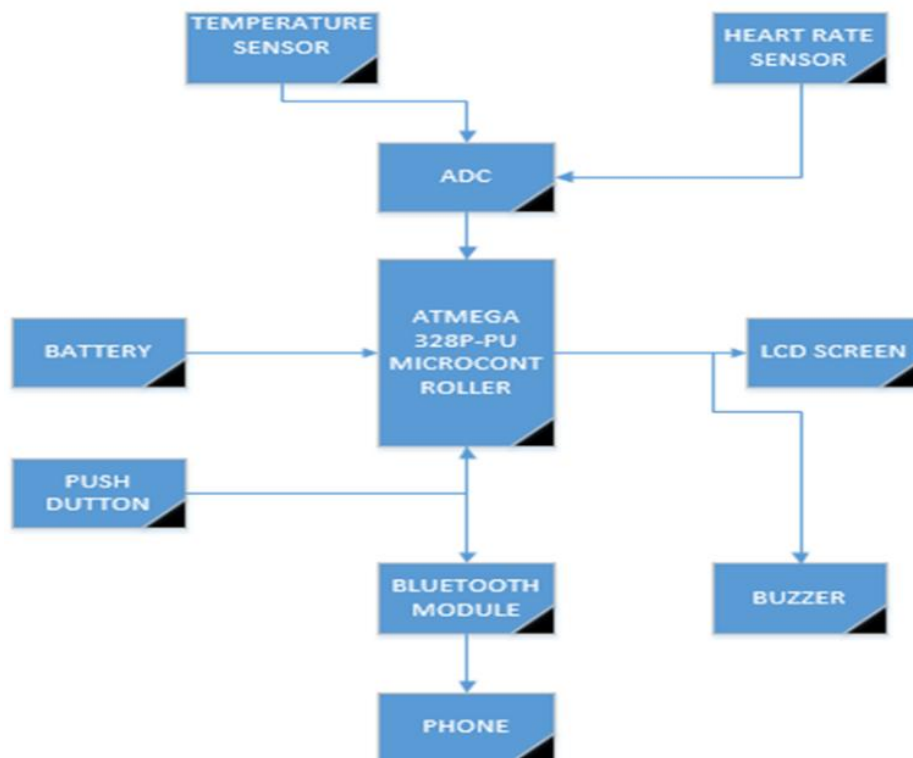 TEMPERATURE
SENSOR
HEART RATE
SENSOR
ADC
ATMEGA
328P-PU
MICROCONT
ROLLER
BATTERY
LCD SCREEN
PUSH
DUTTON
BLUETOOTH
MODULE
BUZZER
PHONE